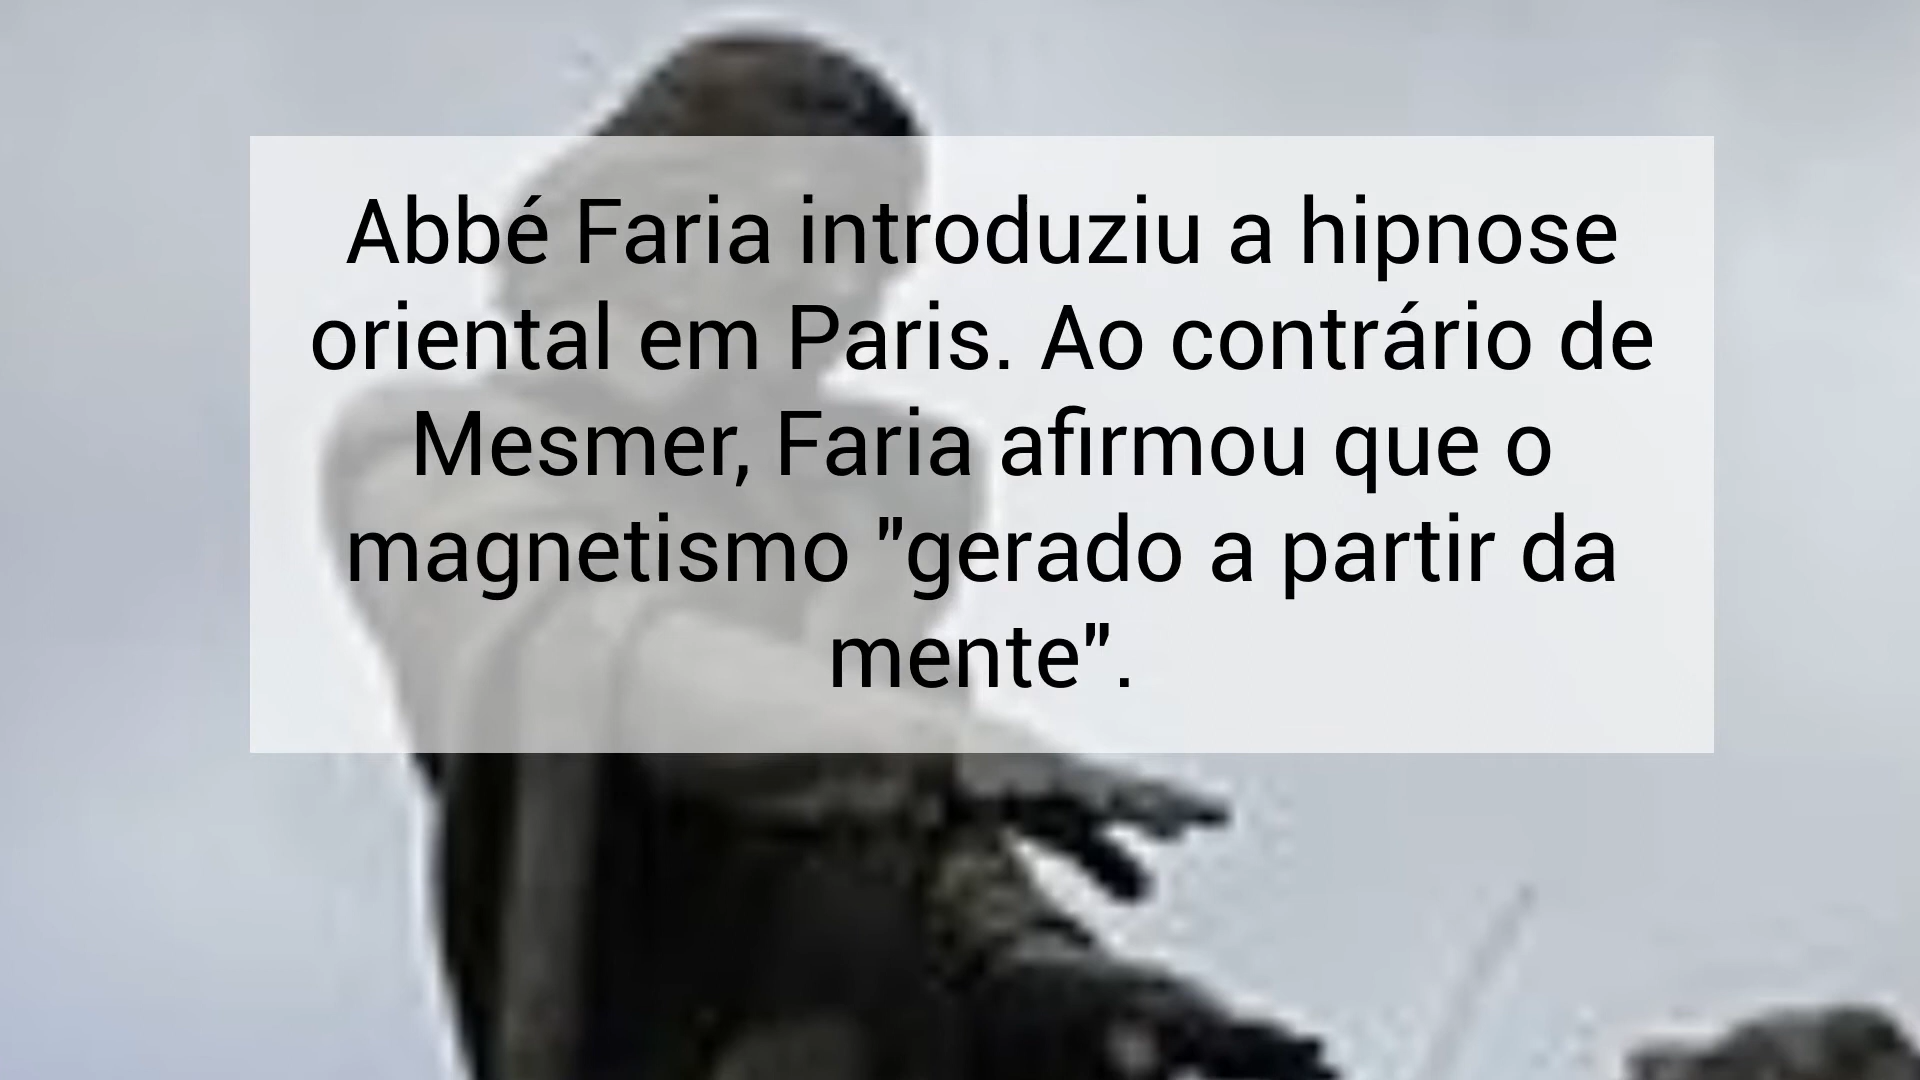 Abbé Faria introduziu a hipnose
oriental em Paris. Ao contrário de
Mesmer, Faria afirmou que o
magnetismo "gerado a partir da
mente".